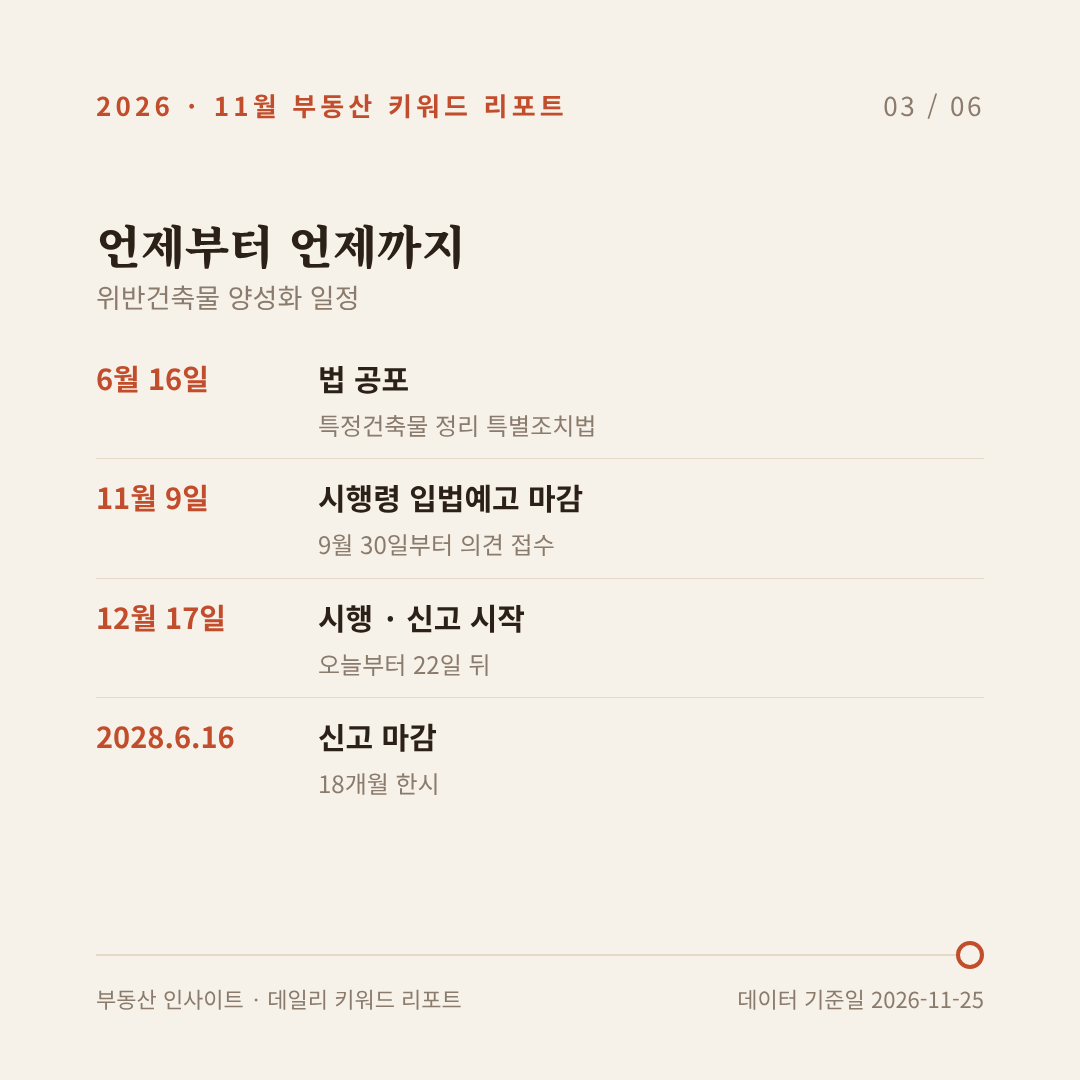 2026 · 11월 부동산 키워드 리포트
03 / 06
언제부터 언제까지
위반건축물 양성화 일정
6월 16일
법 공포
특정건축물 정리 특별조치법
11월 9일
시행령 입법예고 마감
9월 30일부터 의견 접수
12월 17일
시행 · 신고 시작
오늘부터 22일 뒤
2028.6.16
신고 마감
18개월 한시
부동산 인사이트 · 데일리 키워드 리포트
데이터 기준일 2026-11-25